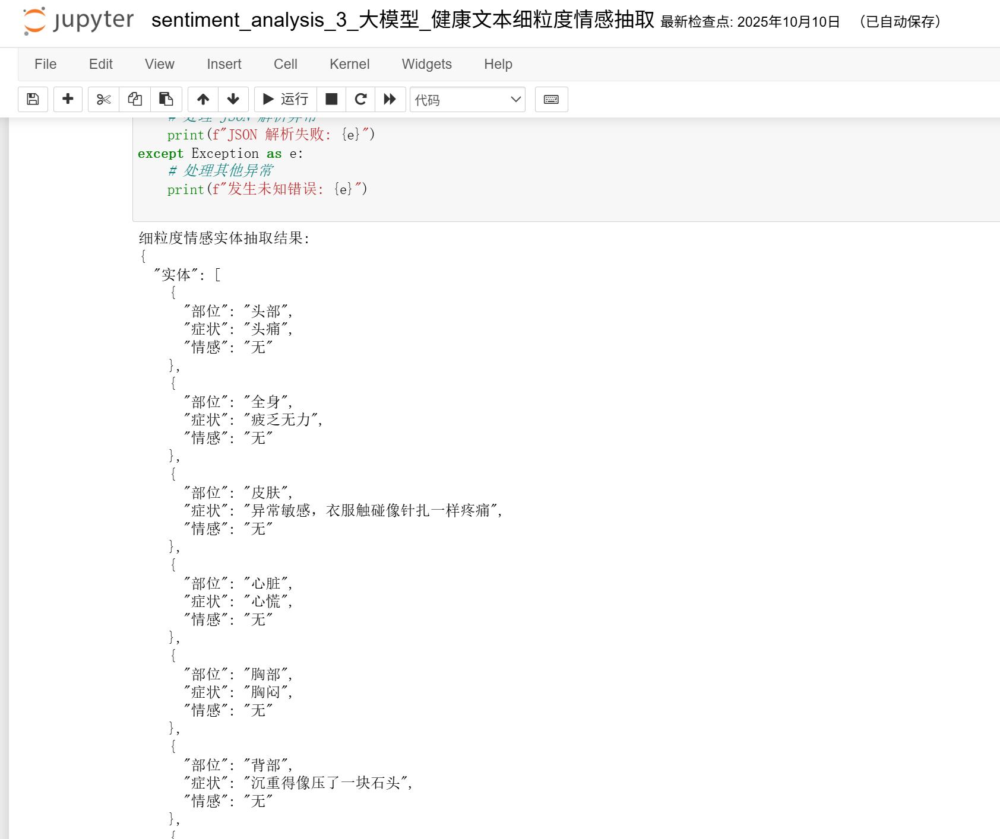 jupyter sentiment_analysis_3_大模型_健康文本细粒度情感抽取 最新检查点: 2025年10月10日 （已自动保存）
File Edit View Insert Cell Kernel Widgets Help
运行 代码
# 处理 JSON 解析异常
print(f"JSON 解析失败: {e}")
except Exception as e:
# 处理其他异常
print(f"发生未知错误: {e}")
细粒度情感实体抽取结果:
{
"实体": [
{
"部位": "头部",
"症状": "头痛",
"情感": "无"
},
{
"部位": "全身",
"症状": "疲乏无力",
"情感": "无"
},
{
"部位": "皮肤",
"症状": "异常敏感，衣服触碰像针扎一样疼痛",
"情感": "无"
},
{
"部位": "心脏",
"症状": "心慌",
"情感": "无"
},
{
"部位": "胸部",
"症状": "胸闷",
"情感": "无"
},
{
"部位": "背部",
"症状": "沉重得像压了一块石头",
"情感": "无"
},
{